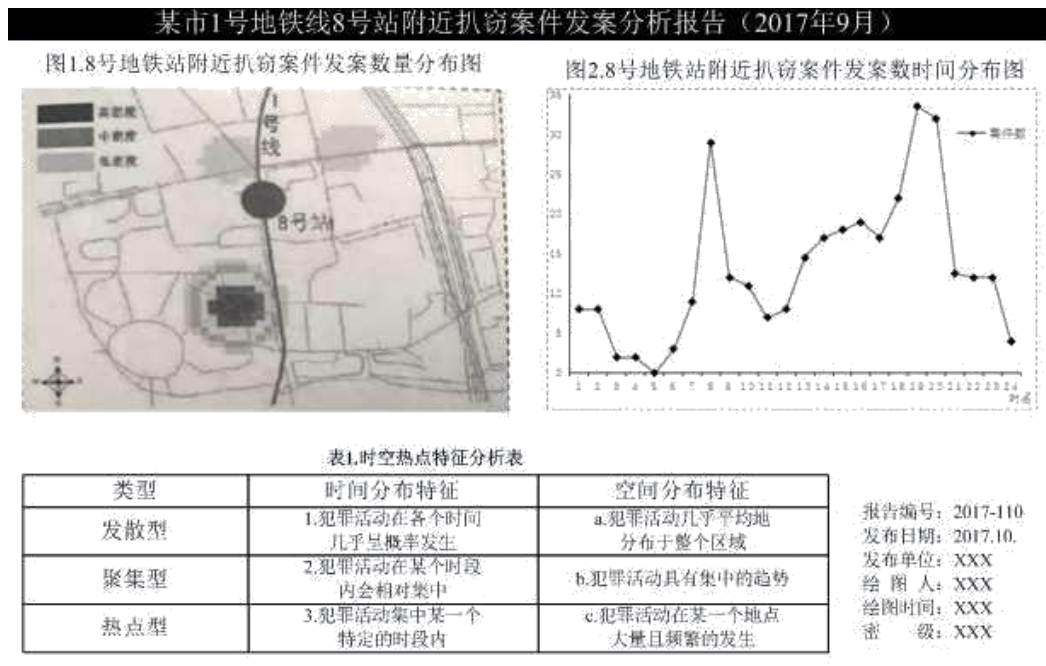 某市1号地铁线8号站附近扒窃案件发案分析报告（2017年9月）
图1.8号地铁站附近扒窃案件发案数量分布图
高密度
中密度
低密度
1号线
8号站
图2.8号地铁站附近扒窃案件发案数时间分布图
35
30
25
20
15
10
5
0
案件数
1 2 3 4 5 6 7 8 9 10 11 12 13 14 15 16 17 18 19 20 21 22 23 24
时间
表1.时空热点特征分析表
类型 时间分布特征 空间分布特征
发散型 1.犯罪活动在各个时间 a.犯罪活动几乎平均地
几乎呈概率发生 分布于整个区域
聚集型 2.犯罪活动在某个时段 b.犯罪活动具有集中的趋势
内会相对集中
热点型 3.犯罪活动集中某一个 c.犯罪活动在某一个地点
特定的时段内 大量且频繁的发生
报告编号：2017-110
发布日期：2017.10.
发布单位：XXX
绘 图 人：XXX
绘图时间：XXX
密 级：XXX